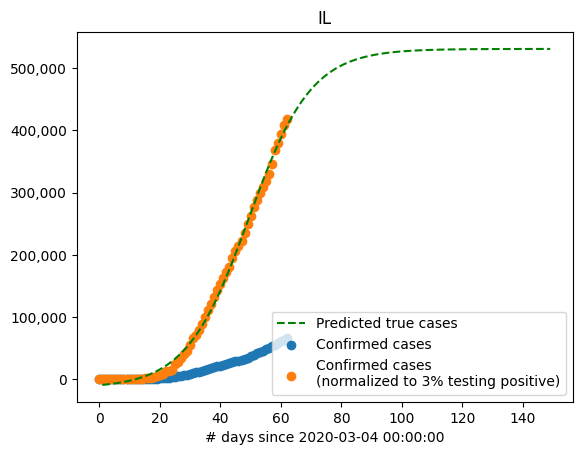 IL
500,000
400,000
300,000
200,000
100,000
0
Predicted true cases
Confirmed cases
Confirmed cases
(normalized to 3% testing positive)
0 20 40 60 80 100 120 140
# days since 2020-03-04 00:00:00